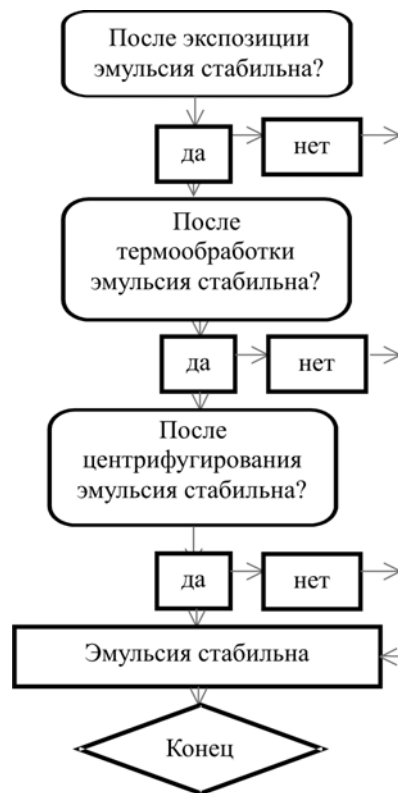 После экспозиции
эмульсия стабильна?
да
нет
После
термообработки
эмульсия стабильна?
да
нет
После
центрифугирования
эмульсия стабильна?
да
нет
Эмульсия стабильна
Конец